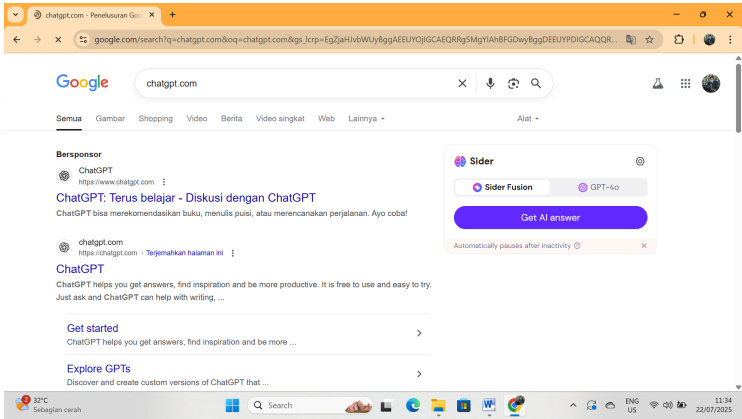 chatgpt.com - Penelusuran Goo
google.com/search?q=chatgpt.com&oq=chatgpt.com&gs_lcrp=EgZjaHJvbWUyBggAEEUYOjIGCAEQRRg5MgYIAhBFGDwyBggDEEUYPDIGCAQQR...
Google
chatgpt.com
Semua Gambar Shopping Video Berita Video singkat Web Lainnya Alat
Bersponsor
ChatGPT
https://www.chatgpt.com
ChatGPT: Terus belajar - Diskusi dengan ChatGPT
ChatGPT bisa merekomendasikan buku, menulis puisi, atau merencanakan perjalanan. Ayo coba!
chatgpt.com
https://chatgpt.com · Terjemahkan halaman ini
ChatGPT
ChatGPT helps you get answers, find inspiration and be more productive. It is free to use and easy to try.
Just ask and ChatGPT can help with writing, ...
Get started
ChatGPT helps you get answers, find inspiration and be more ...
Explore GPTs
Discover and create custom versions of ChatGPT that ...
Sider
Sider Fusion GPT-4o
Get AI answer
Automatically pauses after inactivity
2
32°C
Sebagian cerah
Search
ENG
US
11:34
22/07/2025